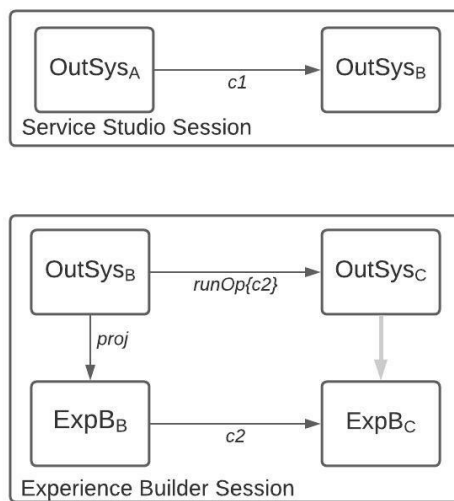 OutSysA OutSysB
c1
Service Studio Session
OutSysB OutSysC
runOp{c2}
proj
ExpBB ExpBC
c2
Experience Builder Session